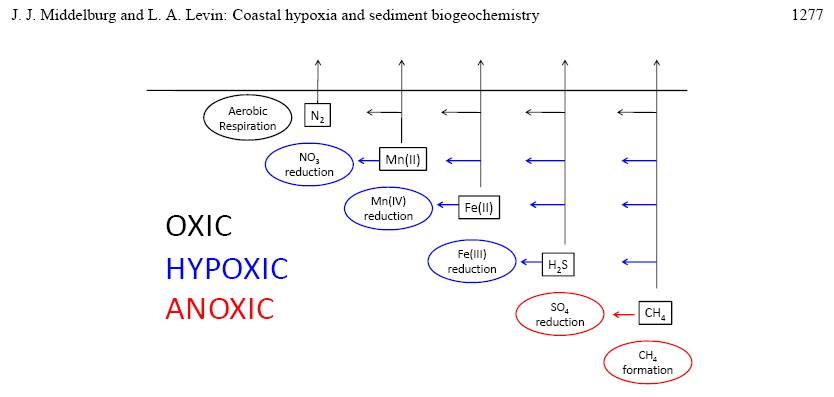 J. J. Middelburg and L. A. Levin: Coastal hypoxia and sediment biogeochemistry
1277
Aerobic
Respiration
N₂
NO₃
reduction
Mn(II)
Mn(IV)
reduction
Fe(II)
OXIC
HYPOXIC
ANOXIC
Fe(III)
reduction
H₂S
SO₄
reduction
CH₄
CH₄
formation